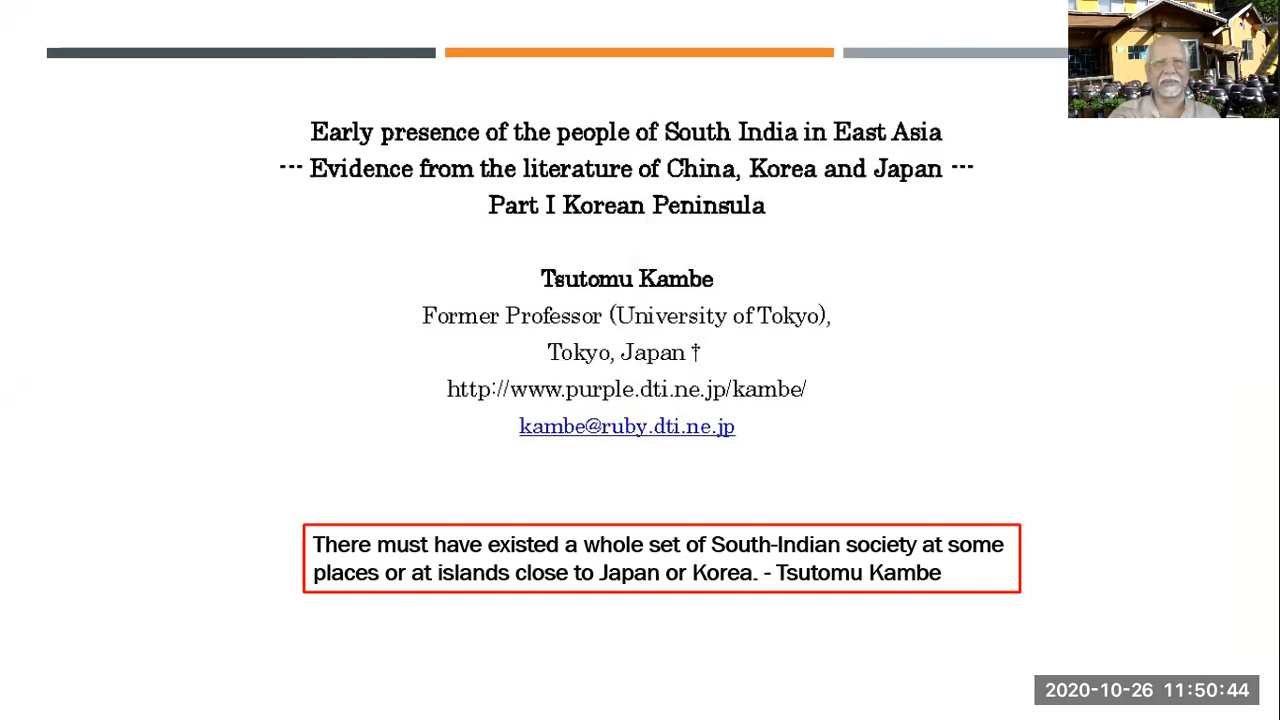 Early presence of the people of South India in East Asia
--- Evidence from the literature of China, Korea and Japan ---
Part I Korean Peninsula
Tsutomu Kambe
Former Professor (University of Tokyo),
Tokyo, Japan †
http://www.purple.dti.ne.jp/kambe/
kambe@ruby.dti.ne.jp
There must have existed a whole set of South-Indian society at some
places or at islands close to Japan or Korea. - Tsutomu Kambe
2020-10-26 11:50:44